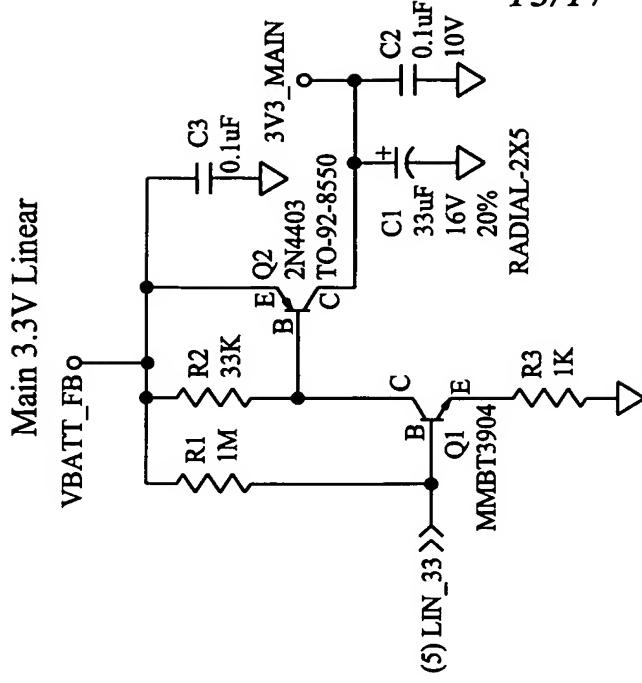 13/17
Main 3.3V Linear
VBATT_FB
R1
1M
R2
33K
C3
0.1uF
Q2
2N4403
TO-92-8550
E
B
C
3V3_MAIN
C1
33uF
16V
20%
RADIAL-2X5
+
C2
0.1uF
10V
(5) LIN_33
B
C
E
Q1
MMBT3904
R3
1K